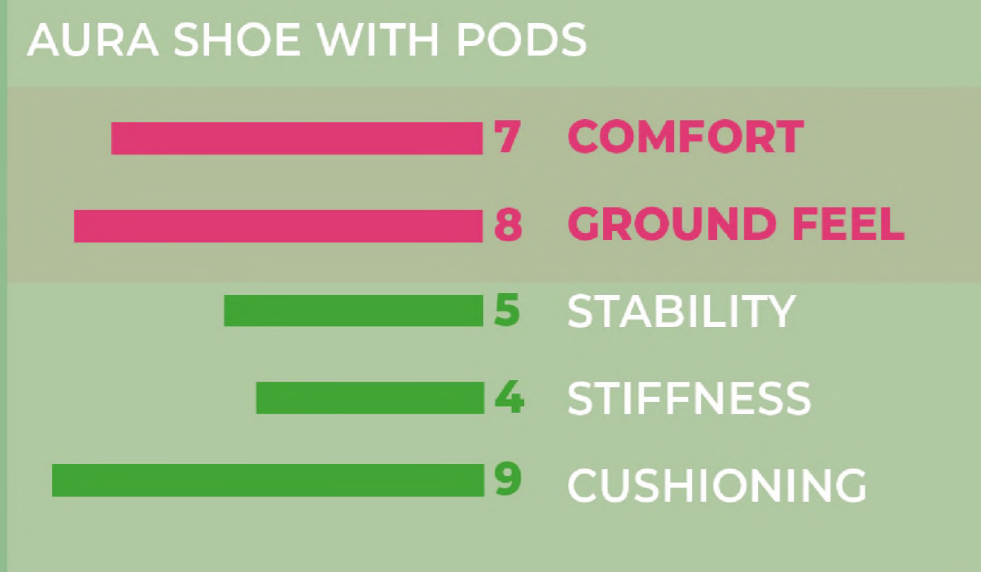 AURA SHOE WITH PODS
7 COMFORT
8 GROUND FEEL
5 STABILITY
4 STIFFNESS
9 CUSHIONING